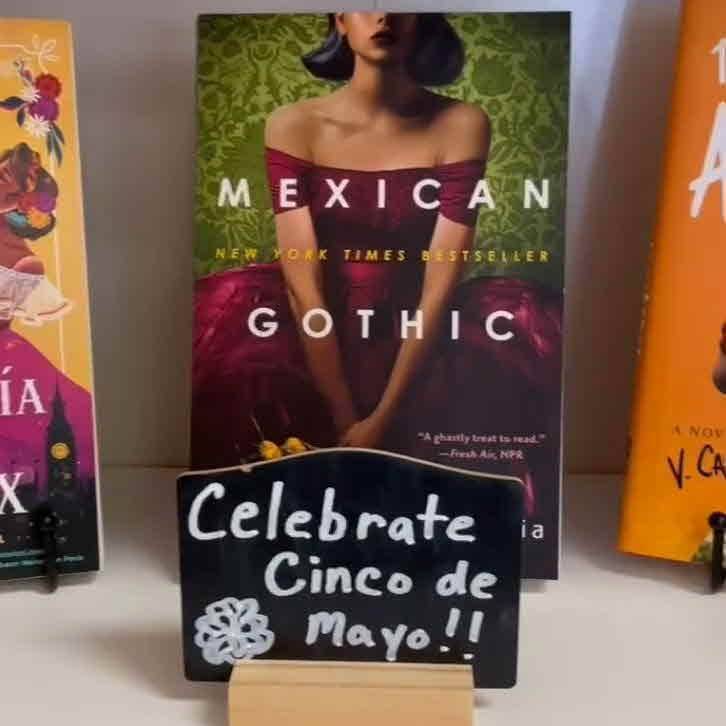 MEXICAN
NEW YORK TIMES BESTSELLER
GOTHIC
"A ghastly treat to read."
—Fresh Air, NPR
ia
Celebrate
Cinco de
Mayo!!
ÍA
X
A NOV
V. CA